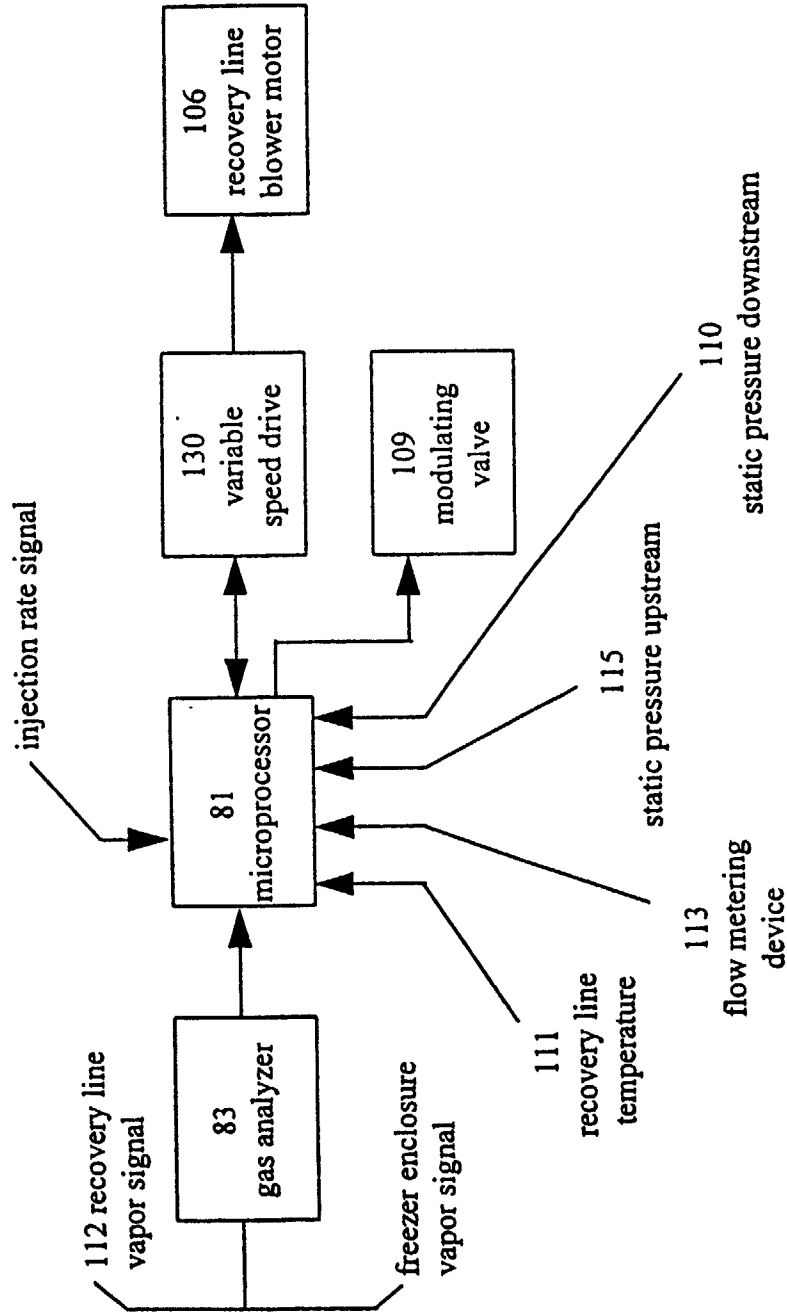 injection rate signal
112 recovery line
vapor signal
83
gas analyzer
freezer enclosure
vapor signal
81
microprocessor
130
variable
speed drive
106
recovery line
blower motor
109
modulating
valve
111
recovery line
temperature
113
flow metering
device
115
static pressure upstream
110
static pressure downstream